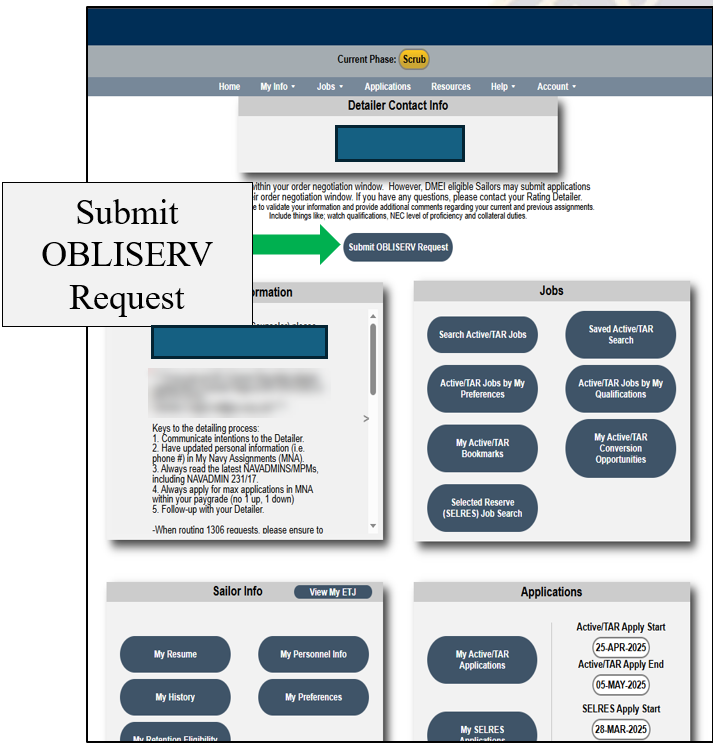 Current Phase: Scrub
Home My Info Jobs Applications Resources Help Account
Detailer Contact Info
within your order negotiation window. However, DMEI eligible Sailors may submit applications
ir order negotiation window. If you have any questions, please contact your Rating Detailer.
e to validate your information and provide additional comments regarding your current and previous assignments.
Include things like; watch qualifications, NEC level of proficiency and collateral duties.
Submit
OBLISERV
Request
Submit OBLISERV Request
ormation
Keys to the detailing process:
1. Communicate intentions to the Detailer.
2. Have updated personal information (i.e.
phone #) in My Navy Assignments (MNA).
3. Always read the latest NAVADMINS/MPMs,
including NAVADMIN 231/17.
4. Always apply for max applications in MNA
within your paygrade (no 1 up, 1 down)
5. Follow-up with your Detailer.
-When routing 1306 requests, please ensure to
Jobs
Search Active/TAR Jobs
Saved Active/TAR
Search
Active/TAR Jobs by My
Preferences
Active/TAR Jobs by My
Qualifications
My Active/TAR
Bookmarks
My Active/TAR
Conversion
Opportunities
Selected Reserve
(SELRES) Job Search
Sailor Info
View My ETJ
My Resume
My Personnel Info
My History
My Preferences
My Retention Eligibility
Applications
My Active/TAR
Applications
My SELRES
Applications
Active/TAR Apply Start
25-APR-2025
Active/TAR Apply End
05-MAY-2025
SELRES Apply Start
28-MAR-2025